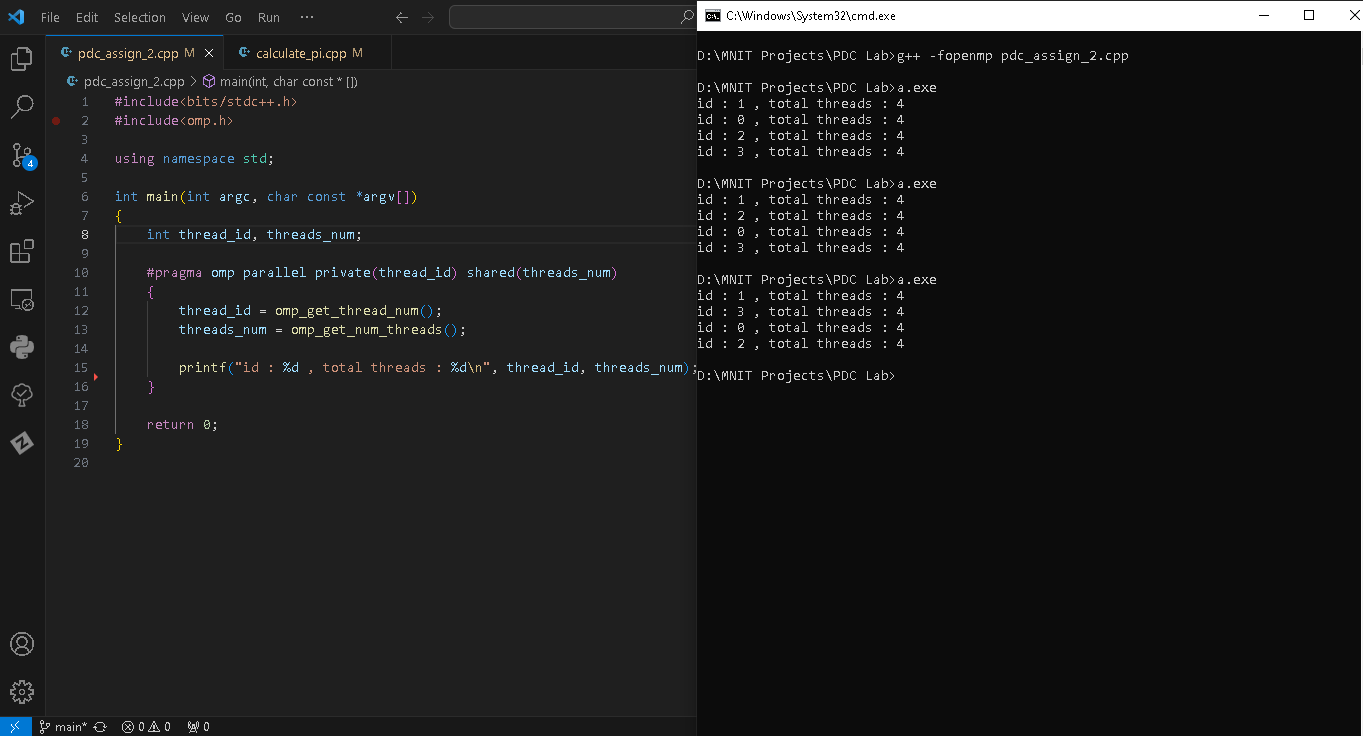 File Edit Selection View Go Run ···
pdc_assign_2.cpp M
calculate_pi.cpp M
pdc_assign_2.cpp > main(int, char const * [])
1 #include<bits/stdc++.h>
2 #include<omp.h>
3
4 using namespace std;
5
6 int main(int argc, char const *argv[])
7 {
8 int thread_id, threads_num;
9
10 #pragma omp parallel private(thread_id) shared(threads_num)
11 {
12 thread_id = omp_get_thread_num();
13 threads_num = omp_get_num_threads();
14
15 printf("id : %d , total threads : %d\n", thread_id, threads_num);
16 }
17
18 return 0;
19 }
20
4
main* 0 0 0
C:\Windows\System32\cmd.exe
D:\MNIT Projects\PDC Lab>g++ -fopenmp pdc_assign_2.cpp
D:\MNIT Projects\PDC Lab>a.exe
id : 1 , total threads : 4
id : 0 , total threads : 4
id : 2 , total threads : 4
id : 3 , total threads : 4
D:\MNIT Projects\PDC Lab>a.exe
id : 1 , total threads : 4
id : 2 , total threads : 4
id : 0 , total threads : 4
id : 3 , total threads : 4
D:\MNIT Projects\PDC Lab>a.exe
id : 1 , total threads : 4
id : 3 , total threads : 4
id : 0 , total threads : 4
id : 2 , total threads : 4
D:\MNIT Projects\PDC Lab>